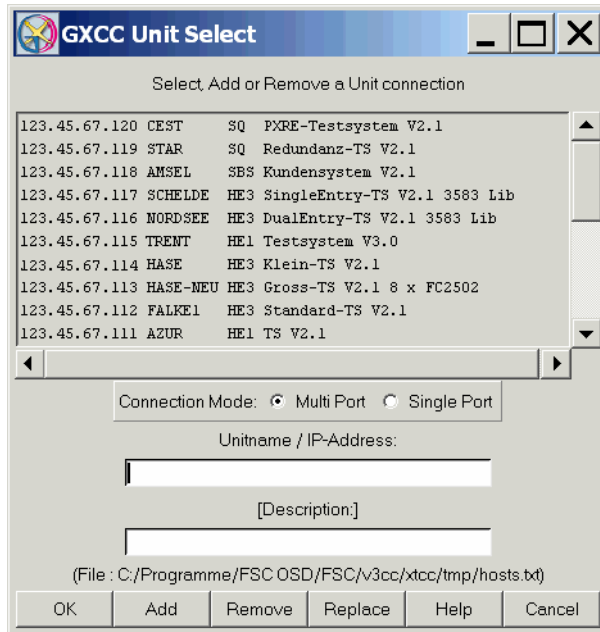 GXCC Unit Select
Select, Add or Remove a Unit connection
123.45.67.120 CEST SQ PXRE-Testsystem V2.1
123.45.67.119 STAR SQ Redundanz-TS V2.1
123.45.67.118 AMSEL SBS Kundensystem V2.1
123.45.67.117 SCHELDE HE3 SingleEntry-TS V2.1 3583 Lib
123.45.67.116 NORDSEE HE3 DualEntry-TS V2.1 3583 Lib
123.45.67.115 TRENT HE1 Testsystem V3.0
123.45.67.114 HASE HE3 Klein-TS V2.1
123.45.67.113 HASE-NEU HE3 Gross-TS V2.1 8 x FC2502
123.45.67.112 FALKE1 HE3 Standard-TS V2.1
123.45.67.111 AZUR HE1 TS V2.1
Connection Mode: Multi Port Single Port
Unitname / IP-Address:
[Description:]
(File : C:/Programme/FSC OSD/FSC/v3cc/xtcc/tmp/hosts.txt)
OK Add Remove Replace Help Cancel